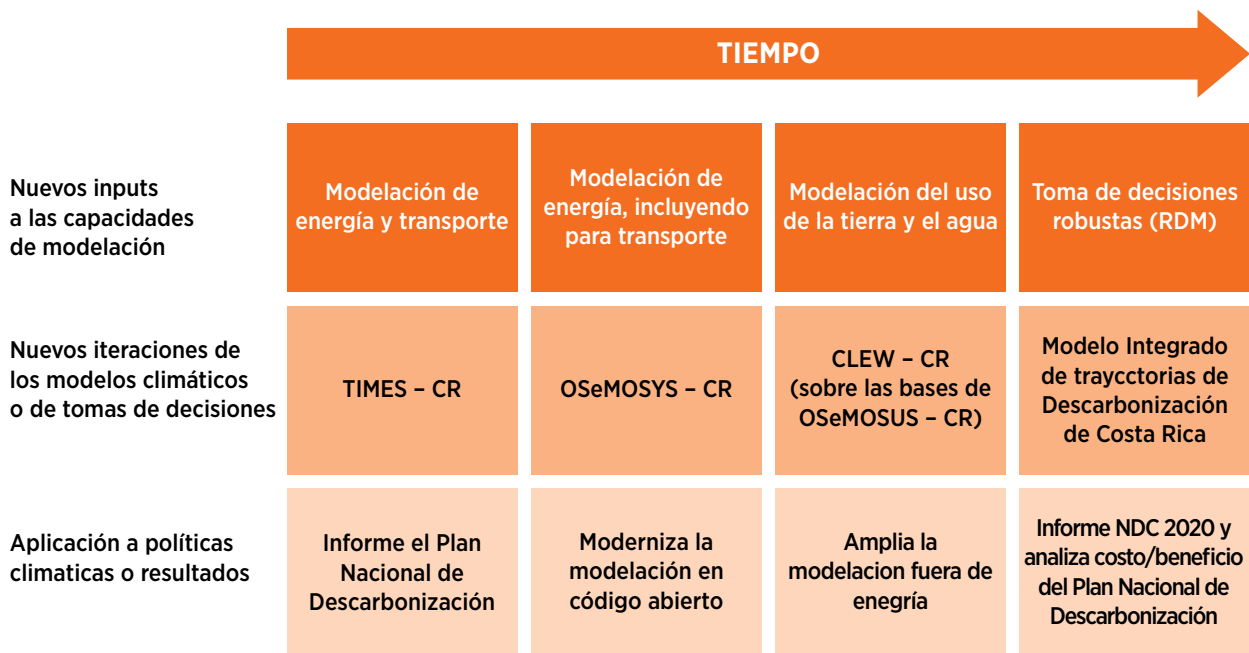 TIEMPO
Nuevos inputs
a las capacidades
de modelación
Modelación de
energía y transporte
Modelación de
energía, incluyendo
para transporte
Modelación del uso
de la tierra y el agua
Toma de decisiones
robustas (RDM)
Nuevos iteraciones de
los modelos climáticos
o de tomas de decisiones
TIMES – CR
OSeMOSYS – CR
CLEW – CR
(sobre las bases de
OSeMOSUS – CR)
Modelo Integrado
de traycctorias de
Descarbonización
de Costa Rica
Aplicación a políticas
climaticas o resultados
Informe el Plan
Nacional de
Descarbonización
Moderniza la
modelación en
código abierto
Amplia la
modelacion fuera de
enegría
Informe NDC 2020 y
analiza costo/beneficio
del Plan Nacional de
Descarbonización